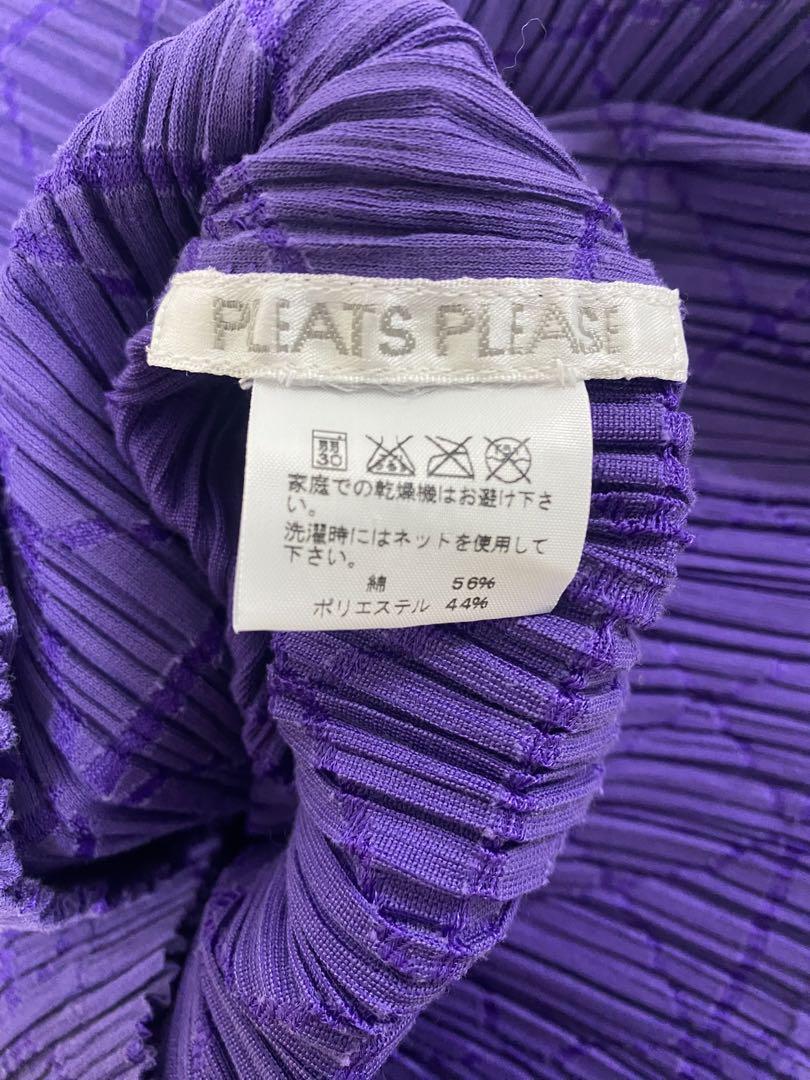 PLEATS PLEASE
弱 30
家庭での乾燥機はお避け下さ
い。
洗濯時にはネットを使用して
下さい。
綿 56%
ポリエステル 44%